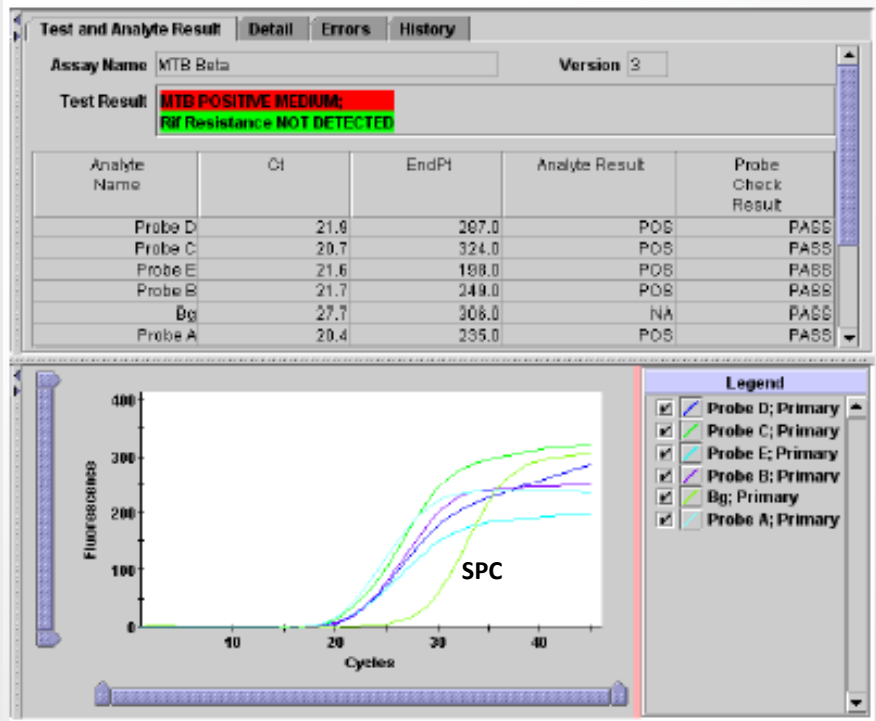 Test and Analyte Result Detail Errors History
Assay Name MTB Beta Version 3
Test Result MTB POSITIVE MEDIUM;
Rif Resistance NOT DETECTED
Analyte Name Ct EndPt Analyte Result Probe Check Result
Probe D 21.9 287.0 POS PASS
Probe C 20.7 324.0 POS PASS
Probe E 21.6 198.0 POS PASS
Probe B 21.7 249.0 POS PASS
Bg 27.7 306.0 NA PASS
Probe A 20.4 235.0 POS PASS
Legend
Probe D; Primary
Probe C; Primary
Probe E; Primary
Probe B; Primary
Bg; Primary
Probe A; Primary
400
300
200
100
0
Fluorescence
SPC
10 20 30 40
Cycles